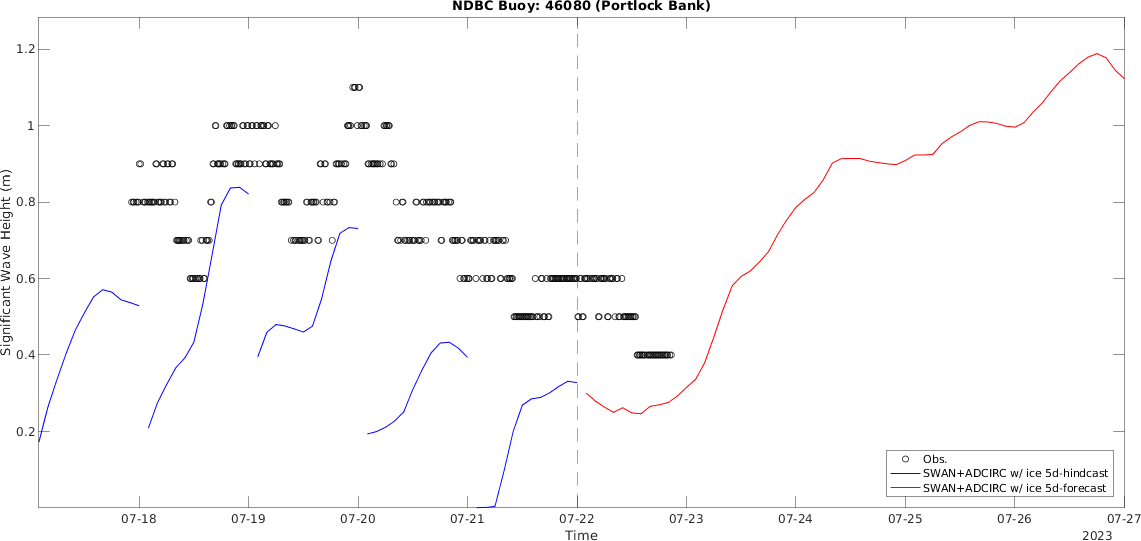 NDBC Buoy: 46080 (Portlock Bank)
Significant Wave Height (m)
1.2
1
0.8
0.6
0.4
0.2
Obs.
SWAN+ADCIRC w/ ice 5d-hindcast
SWAN+ADCIRC w/ ice 5d-forecast
07-18 07-19 07-20 07-21 07-22 07-23 07-24 07-25 07-26 07-27
Time
2023